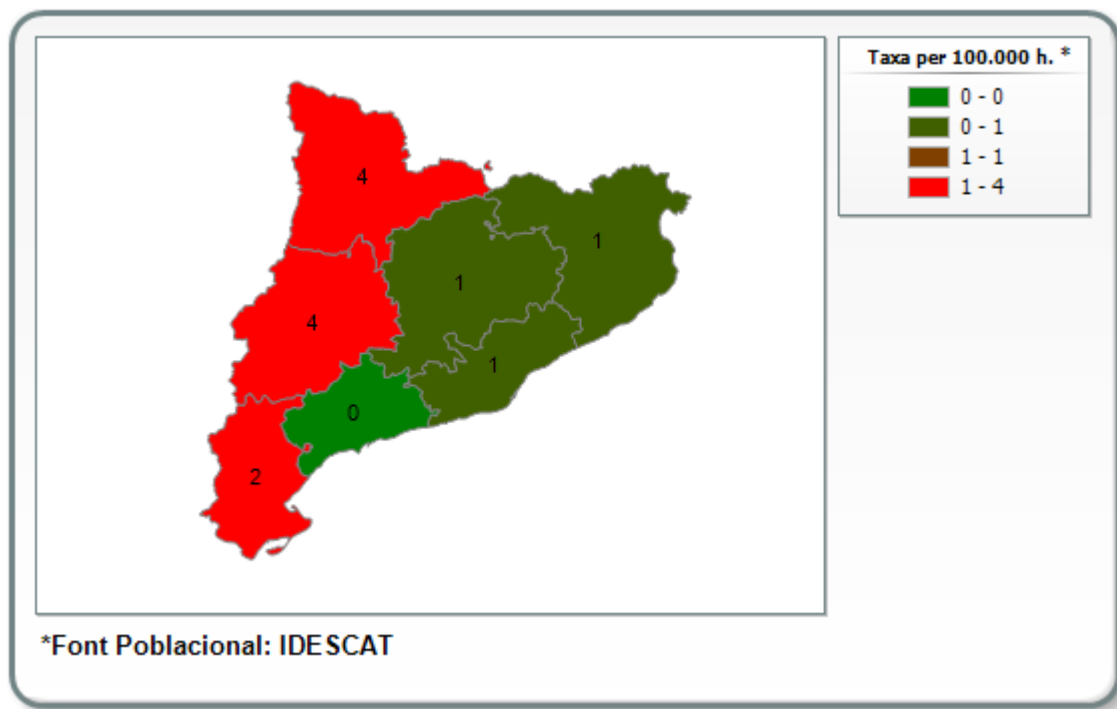 Taxa per 100.000 h. *
0 - 0
0 - 1
1 - 1
1 - 4
4
1
1
4
1
0
2
*Font Poblacional: IDESCAT